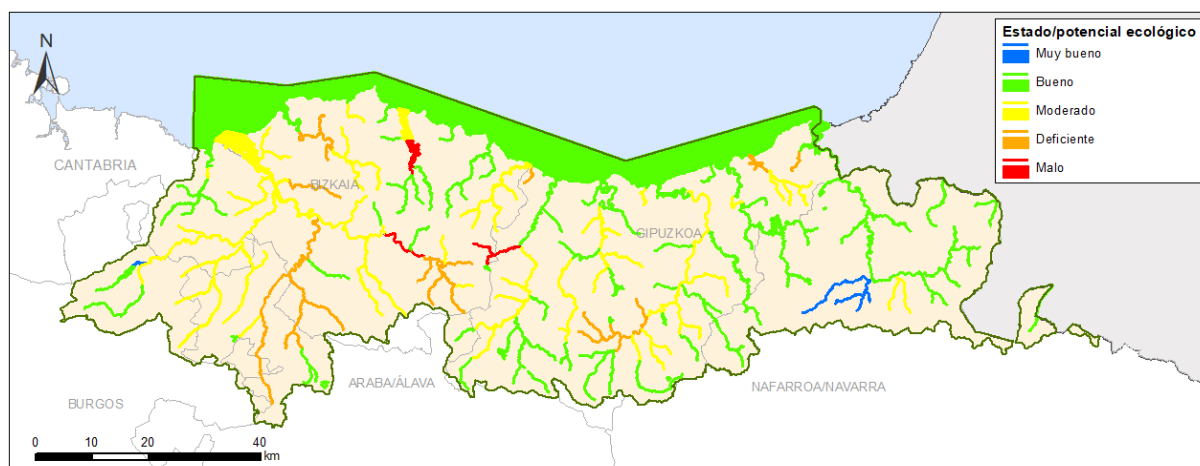 N
Estado/potencial ecológico
Muy bueno
Bueno
Moderado
Deficiente
Malo
CANTABRIA
BIZKAIA
GIPUZKOA
ARABA/ÁLAVA
NAFARROA/NAVARRA
BURGOS
0 10 20 40
km